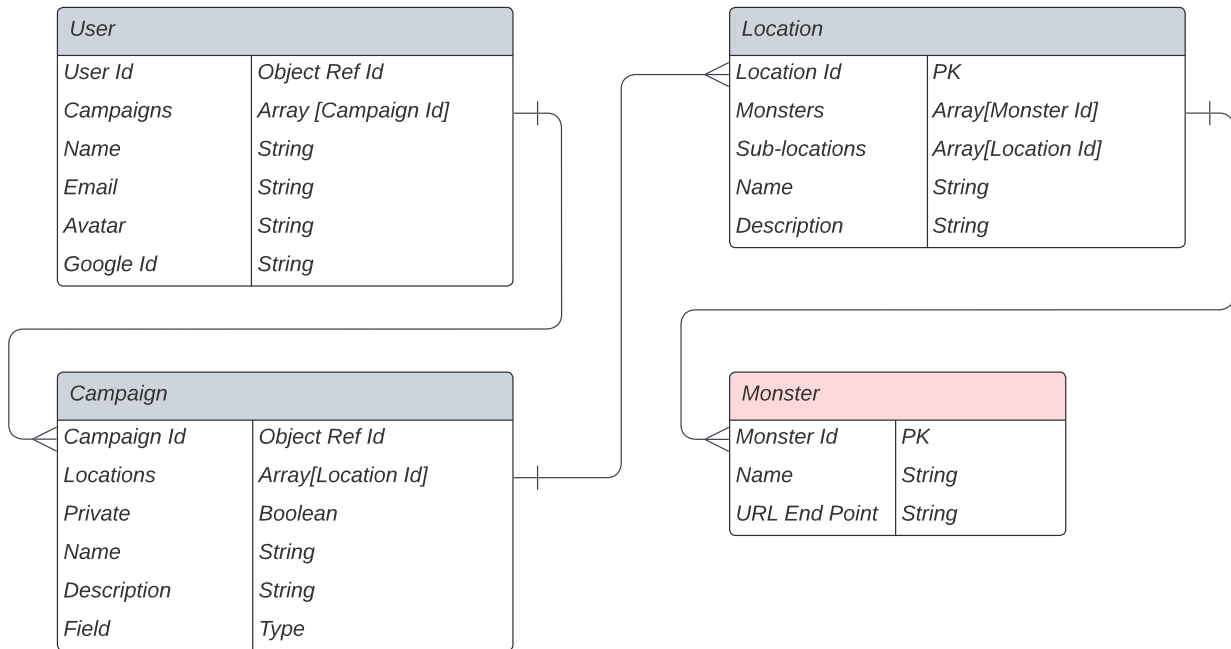 User
User Id Object Ref Id
Campaigns Array [Campaign Id]
Name String
Email String
Avatar String
Google Id String
Location
Location Id PK
Monsters Array[Monster Id]
Sub-locations Array[Location Id]
Name String
Description String
Campaign
Campaign Id Object Ref Id
Locations Array[Location Id]
Private Boolean
Name String
Description String
Field Type
Monster
Monster Id PK
Name String
URL End Point String